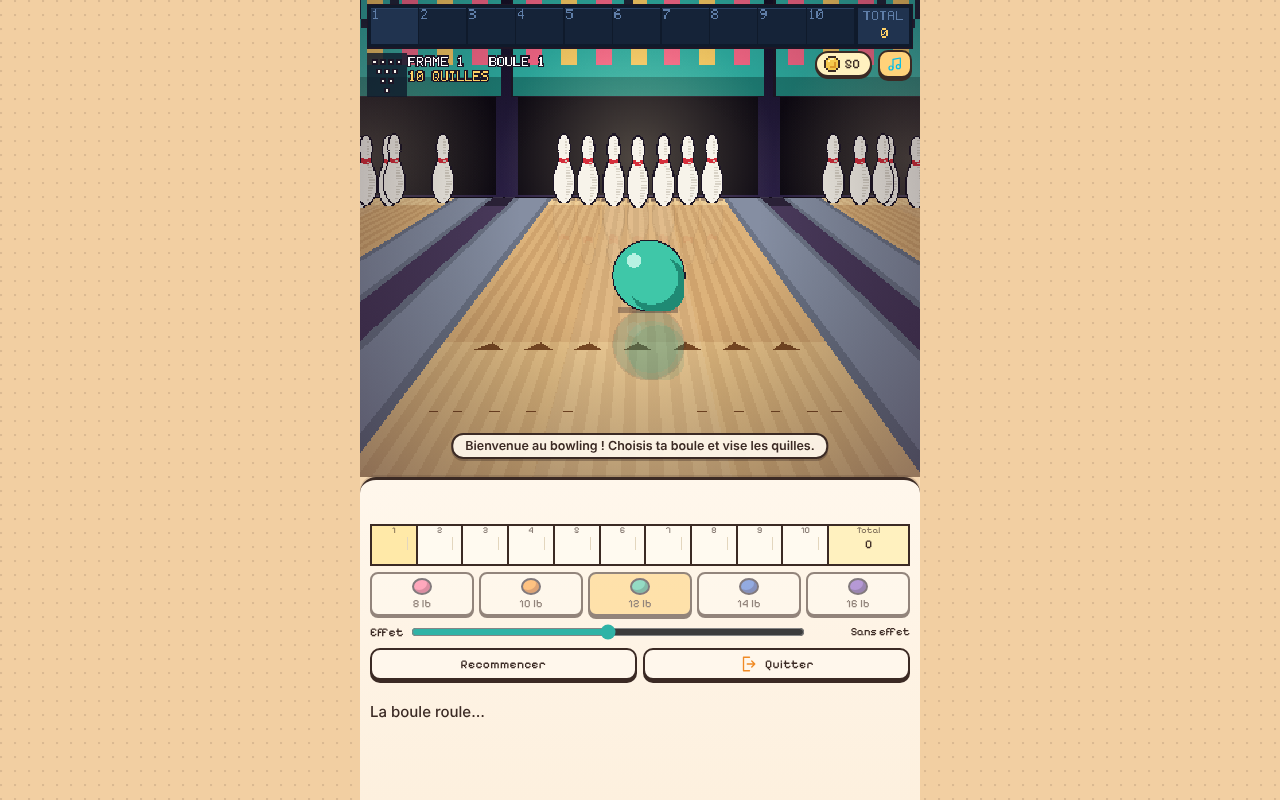 1 2 3 4 5 6 7 8 9 10 TOTAL
0
FRAME 1 BOULE 1
10 QUILLES
50
Bienvenue au bowling ! Choisis ta boule et vise les quilles.
1 2 3 4 5 6 7 8 9 10 Total
0
8 lb 10 lb 12 lb 14 lb 16 lb
Effet Sans effet
Recommencer Quitter
La boule roule...